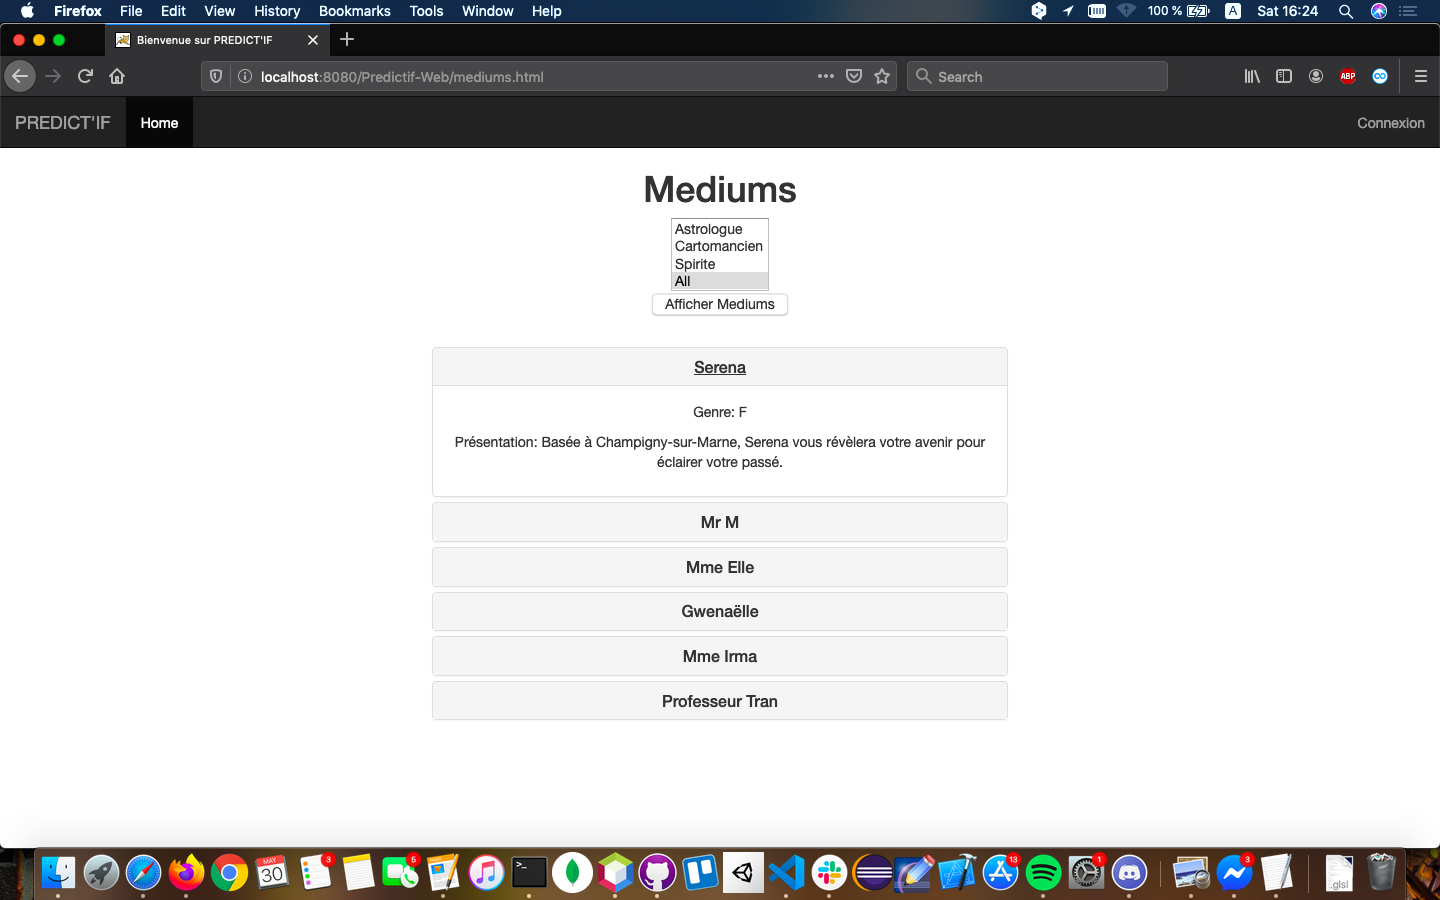 Firefox File Edit View History Bookmarks Tools Window Help 100 % A Sat 16:24
Bienvenue sur PREDICT'IF
localhost:8080/Predictif-Web/mediums.html Search ABP
PREDICT'IF Home Connexion
Mediums
Astrologue
Cartomancien
Spirite
All
Afficher Mediums
Serena
Genre: F
Présentation: Basée à Champigny-sur-Marne, Serena vous révèlera votre avenir pour
éclairer votre passé.
Mr M
Mme Elle
Gwenaëlle
Mme Irma
Professeur Tran
MAY
30
3
5
>_
13
1
3
.glsl